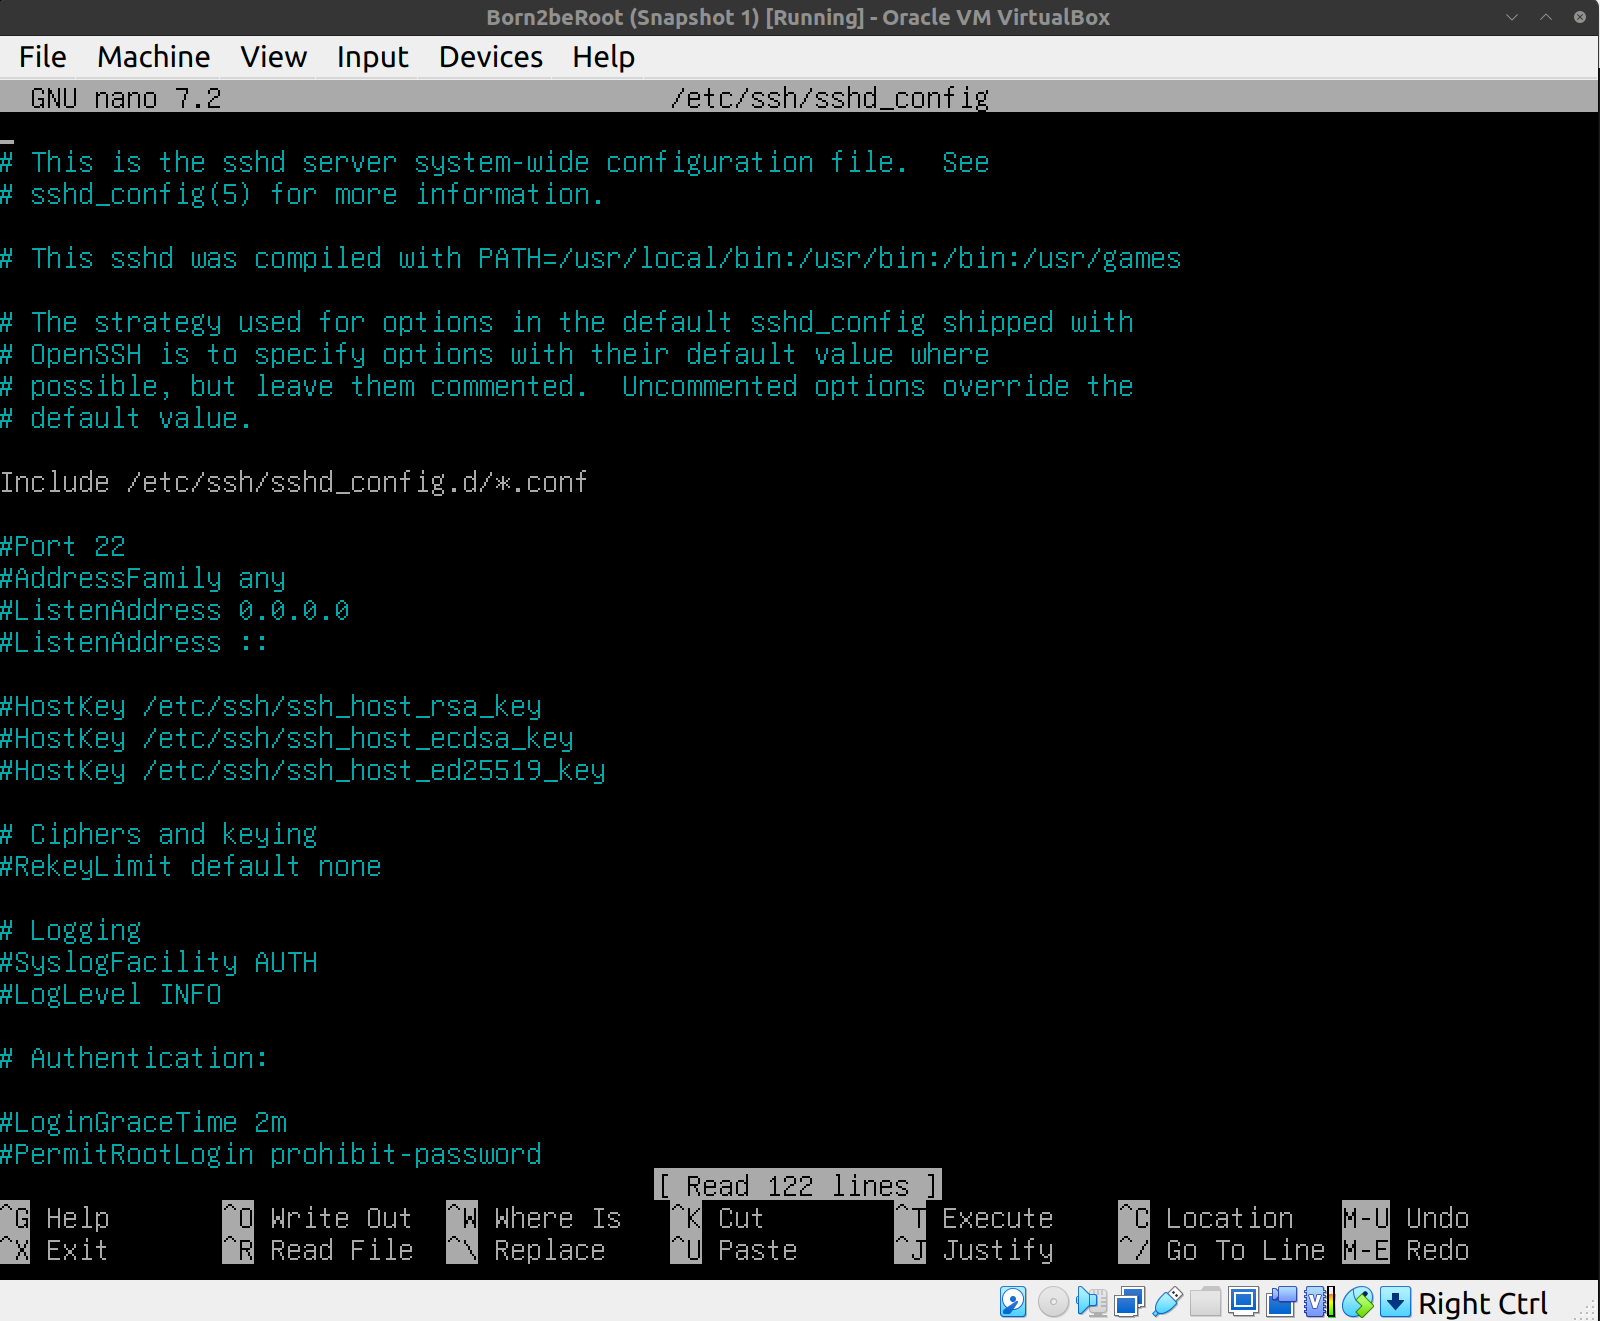 Born2beRoot (Snapshot 1) [Running] - Oracle VM VirtualBox
File Machine View Input Devices Help
GNU nano 7.2 /etc/ssh/sshd_config
# This is the sshd server system-wide configuration file.  See
# sshd_config(5) for more information.
# This sshd was compiled with PATH=/usr/local/bin:/usr/bin:/bin:/usr/games
# The strategy used for options in the default sshd_config shipped with
# OpenSSH is to specify options with their default value where
# possible, but leave them commented.  Uncommented options override the
# default value.
Include /etc/ssh/sshd_config.d/*.conf
#Port 22
#AddressFamily any
#ListenAddress 0.0.0.0
#ListenAddress ::
#HostKey /etc/ssh/ssh_host_rsa_key
#HostKey /etc/ssh/ssh_host_ecdsa_key
#HostKey /etc/ssh/ssh_host_ed25519_key
# Ciphers and keying
#RekeyLimit default none
# Logging
#SyslogFacility AUTH
#LogLevel INFO
# Authentication:
#LoginGraceTime 2m
#PermitRootLogin prohibit-password
[ Read 122 lines ]
^G Help ^O Write Out ^W Where Is ^K Cut ^T Execute ^C Location M-U Undo
^X Exit ^R Read File ^\ Replace ^U Paste ^J Justify ^/ Go To Line M-E Redo
Right Ctrl